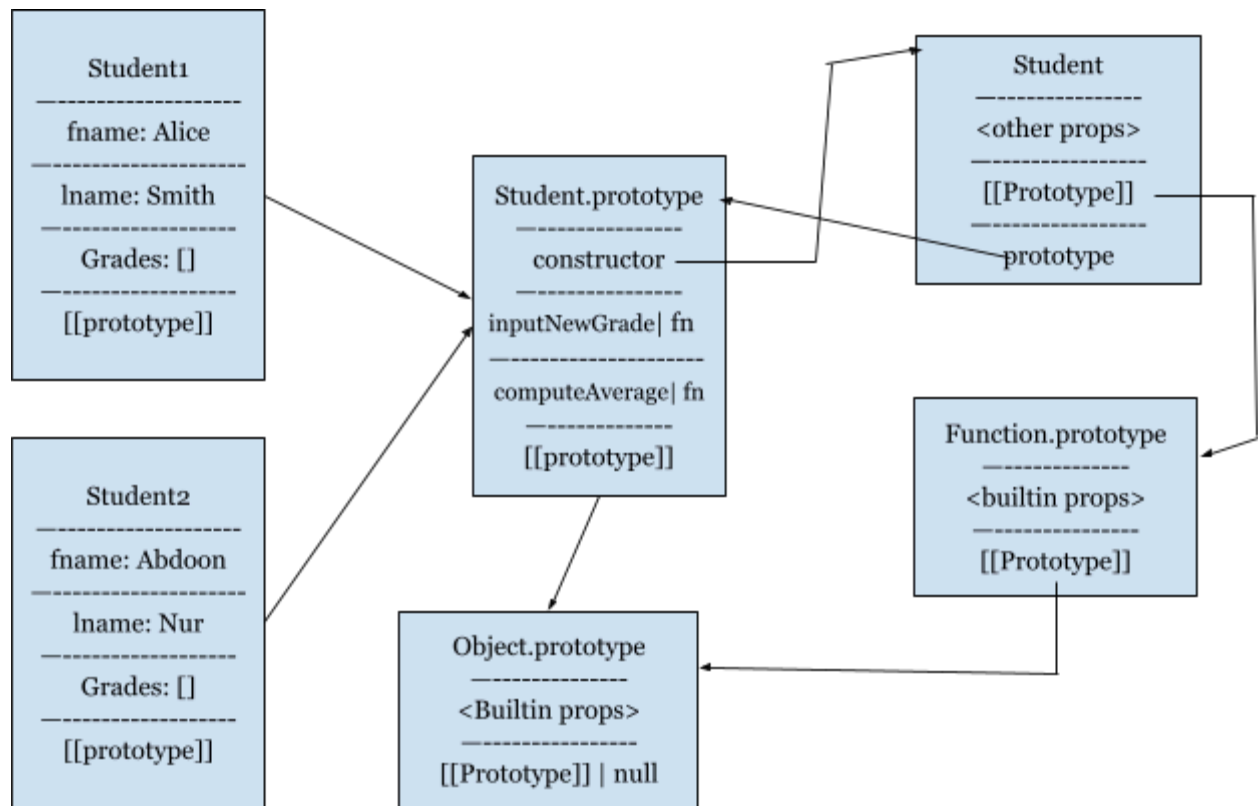 Student1
fname: Alice
lname: Smith
Grades: []
[[prototype]]
Student2
fname: Abdoon
lname: Nur
Grades: []
[[prototype]]
Student.prototype
constructor
inputNewGrade| fn
computeAverage| fn
[[prototype]]
Object.prototype
<Builtin props>
[[Prototype]] | null
Student
<other props>
[[Prototype]]
prototype
Function.prototype
<builtin props>
[[Prototype]]